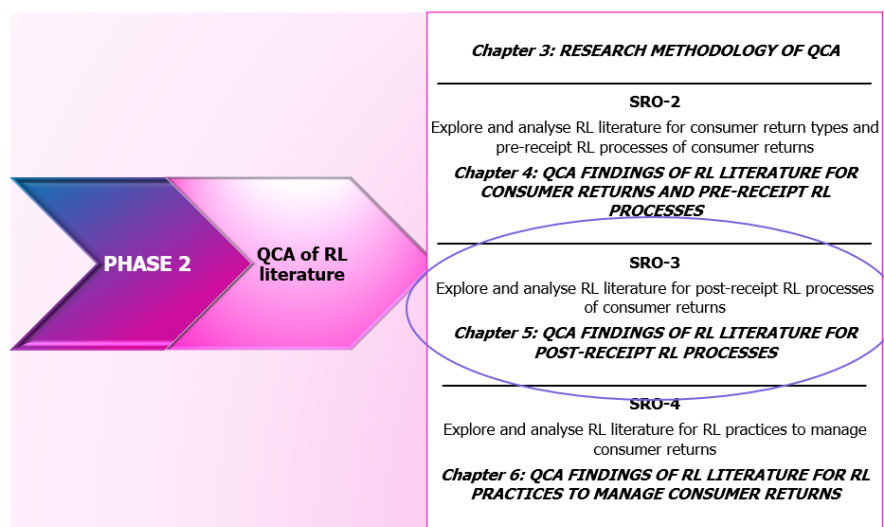 PHASE 2
QCA of RL
literature
Chapter 3: RESEARCH METHODOLOGY OF QCA
SRO-2
Explore and analyse RL literature for consumer return types and
pre-receipt RL processes of consumer returns
Chapter 4: QCA FINDINGS OF RL LITERATURE FOR
CONSUMER RETURNS AND PRE-RECEIPT RL
PROCESSES
SRO-3
Explore and analyse RL literature for post-receipt RL processes
of consumer returns
Chapter 5: QCA FINDINGS OF RL LITERATURE FOR
POST-RECEIPT RL PROCESSES
SRO-4
Explore and analyse RL literature for RL practices to manage
consumer returns
Chapter 6: QCA FINDINGS OF RL LITERATURE FOR RL
PRACTICES TO MANAGE CONSUMER RETURNS